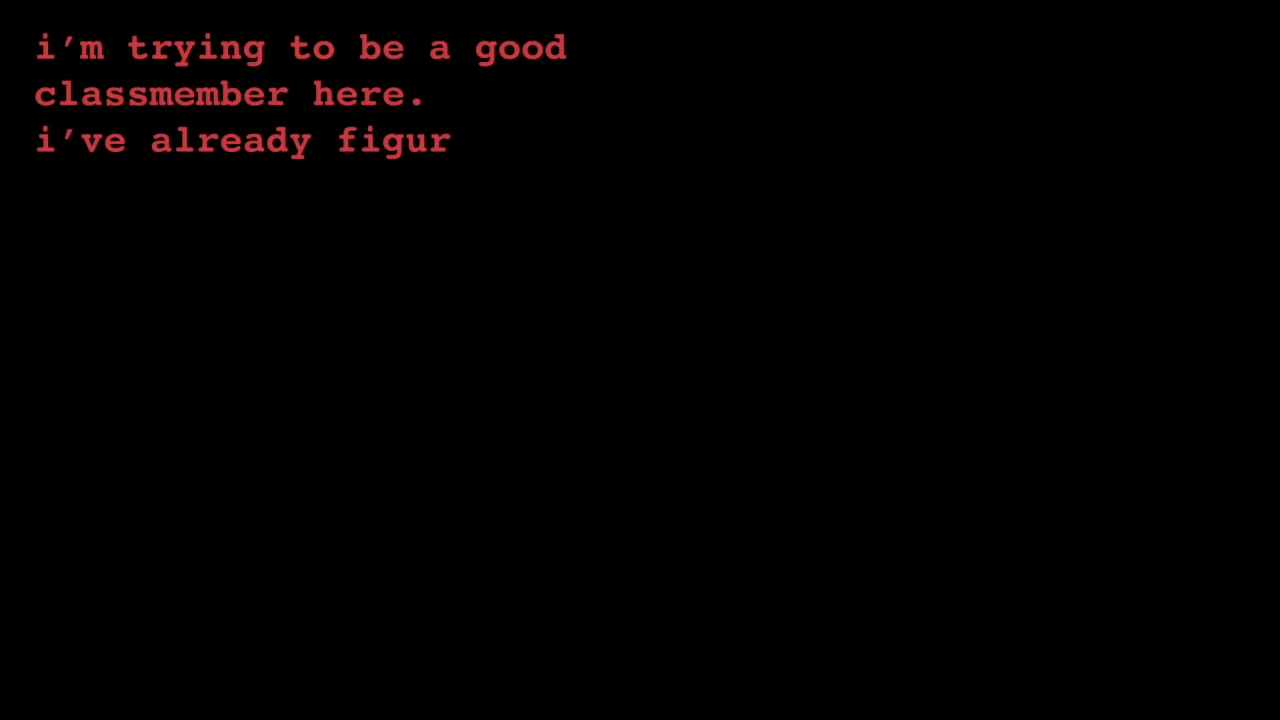 i’m trying to be a good
classmember here.
i’ve already figur